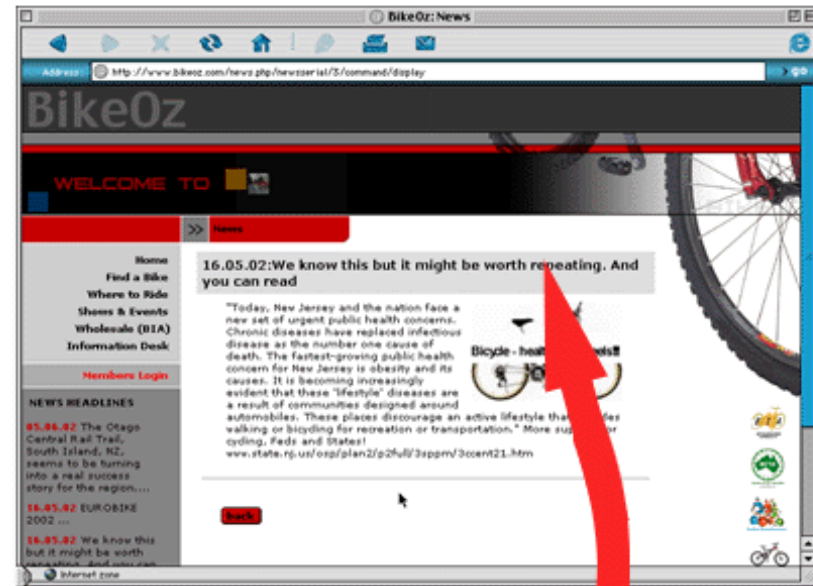 BikeOz: News
Address: http://www.bikeoz.com/news.php/newsserial/3/command/display
> go
BikeOz
WELCOME TO
>> News
Home
Find a Bike
Where to Ride
Shows & Events
Wholesale (BIA)
Information Desk
Members Login
NEWS HEADLINES
05.06.02 The Otago
Central Rail Trail,
South Island, NZ,
seems to be turning
into a real success
story for the region....
16.05.02 EUROBIKE
2002 ...
16.05.02 We know this
but it might be worth
repeating. And you can
16.05.02:We know this but it might be worth repeating. And
you can read
"Today, New Jersey and the nation face a
new set of urgent public health concerns.
Chronic diseases have replaced infectious
disease as the number one cause of
death. The fastest-growing public health
concern for New Jersey is obesity and its
causes. It is becoming increasingly
evident that these 'lifestyle' diseases are
a result of communities designed around
automobiles. These places discourage an active lifestyle that
walking or bicycling for recreation or transportation." More
cycling, Feds and States!
www.state.nj.us/osp/plan2/p2full/3sppm/3ccent21.htm
Bicycle -
back
Internet zone